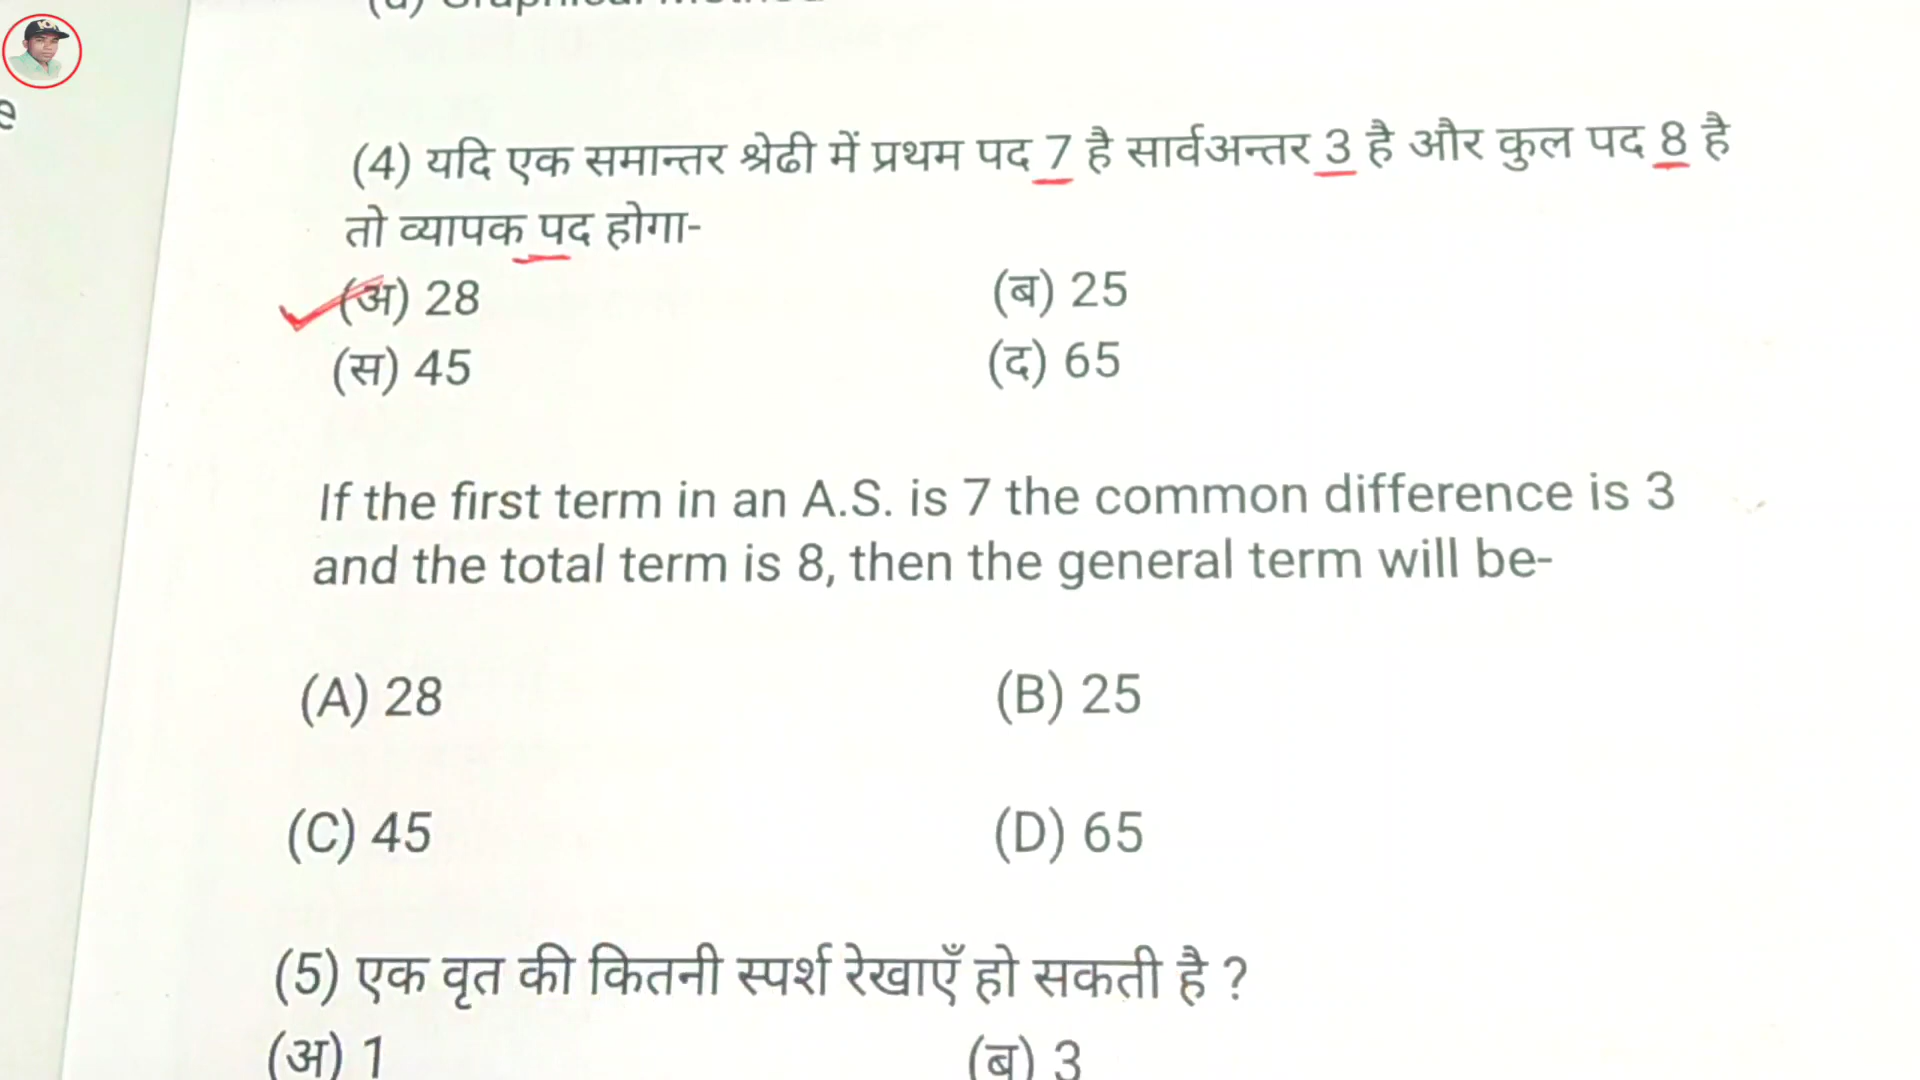 (4) यदि एक समान्तर श्रेढी में प्रथम पद 7 है सार्वअन्तर 3 है और कुल पद 8 है
तो व्यापक पद होगा-
(अ) 28 (ब) 25
(स) 45 (द) 65
If the first term in an A.S. is 7 the common difference is 3
and the total term is 8, then the general term will be-
(A) 28 (B) 25
(C) 45 (D) 65
(5) एक वृत की कितनी स्पर्श रेखाएँ हो सकती है ?
(अ) 1 (ब) 3